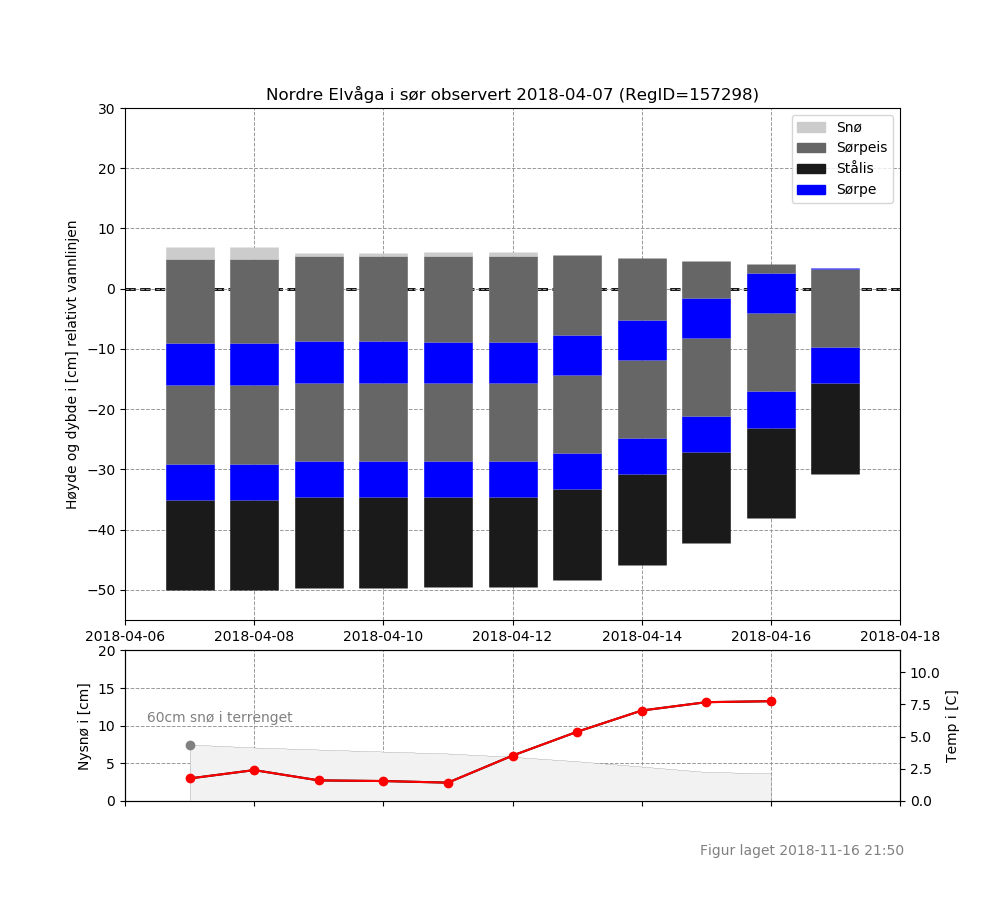 Nordre Elvåga i sør observert 2018-04-07 (RegID=157298)
Høyde og dybde i [cm] relativt vannlinjen
30
20
10
0
−10
−20
−30
−40
−50
Snø
Sørpeis
Stålis
Sørpe
2018-04-06 2018-04-08 2018-04-10 2018-04-12 2018-04-14 2018-04-16 2018-04-18
Nysnø i [cm]
20
15
10
5
0
60cm snø i terrenget
10.0
7.5
5.0
2.5
0.0
Temp i [C]
Figur laget 2018-11-16 21:50